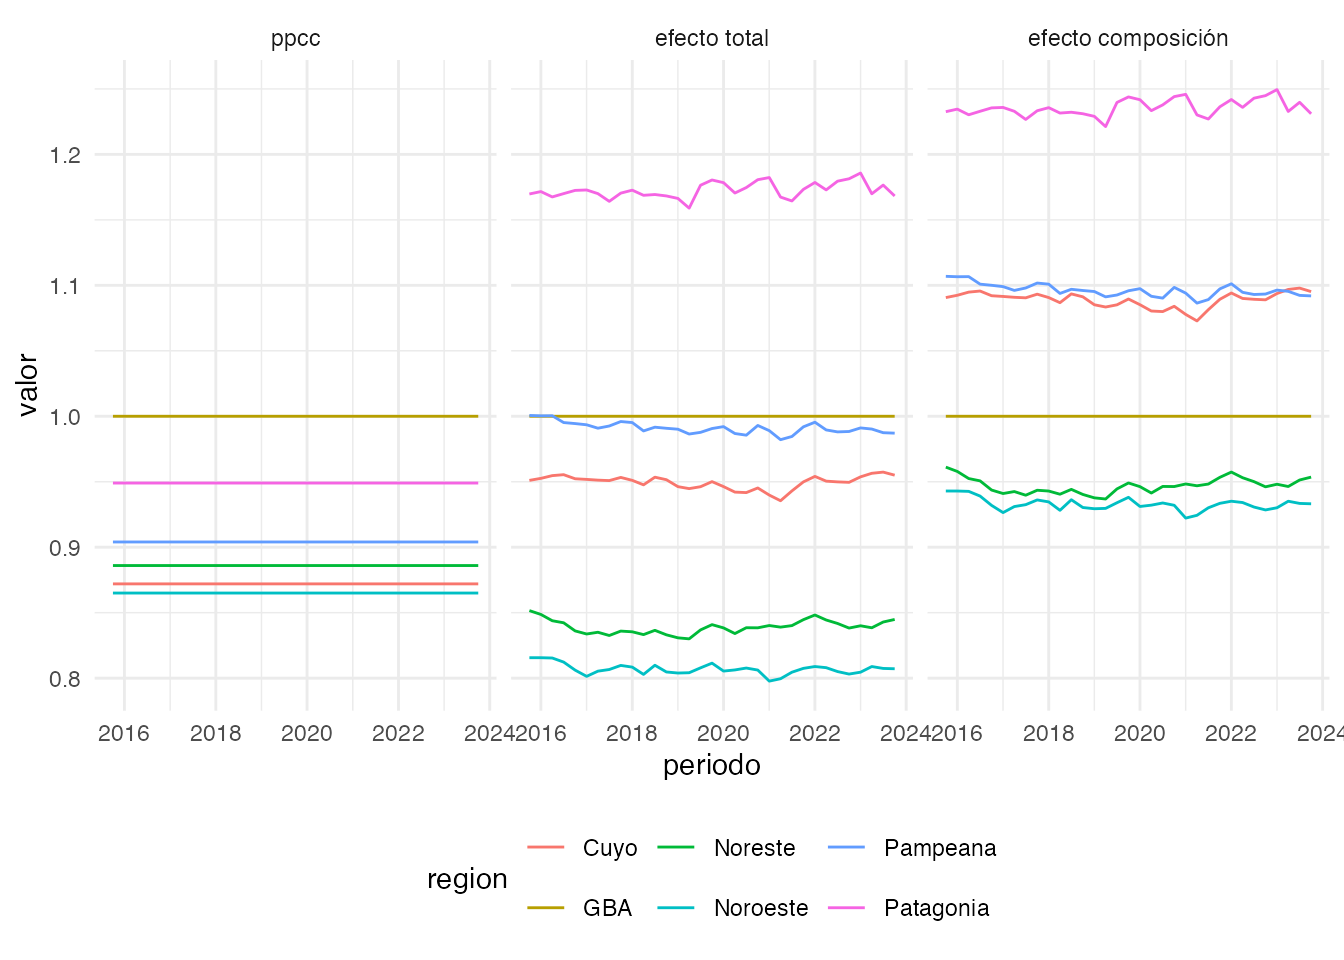 ppcc efecto total efecto composición
1.2
1.1
1.0
0.9
0.8
valor
2016 2018 2020 2022 2024 2016 2018 2020 2022 2024 2016 2018 2020 2022 2024
periodo
region
Cuyo Noreste Pampeana
GBA Noroeste Patagonia